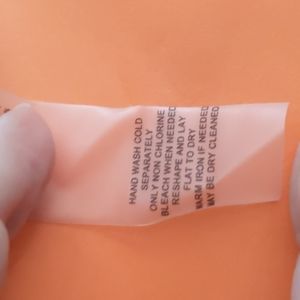 HAND WASH COLD
SEPARATELY
ONLY NON CHLORINE
BLEACH WHEN NEEDED
RESHAPE AND LAY
FLAT TO DRY
WARM IRON IF NEEDED
MAY BE DRY CLEANED